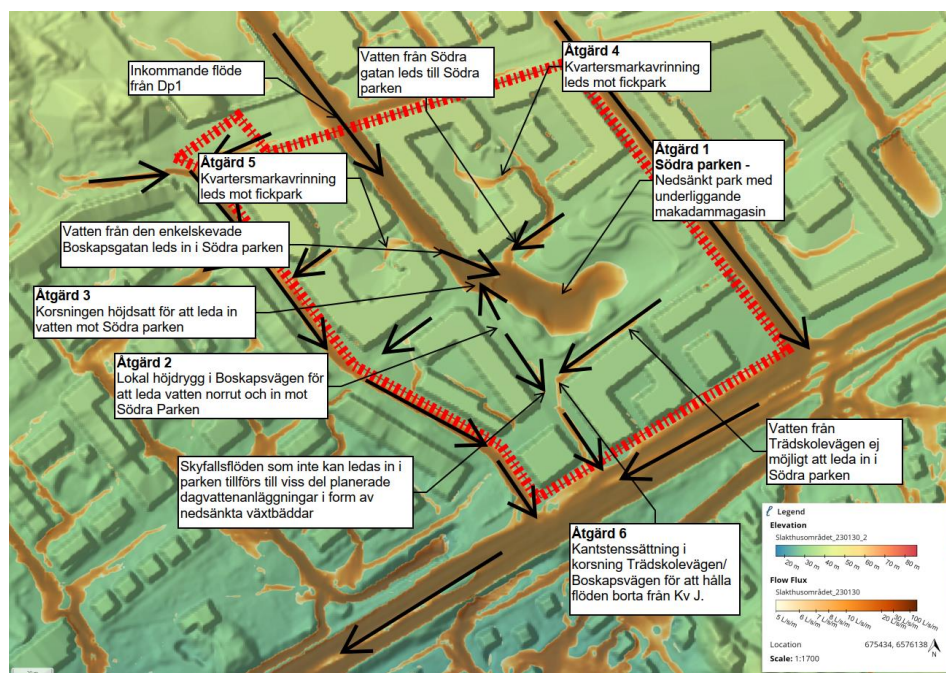 Inkommande flöde
från Dp1
Vatten från Södra
gatan leds till Södra
parken
Åtgärd 4
Kvartersmarkavrinning
leds mot fickpark
Åtgärd 1
Södra parken -
Nedsänkt park med
underliggande
makadammagasin
Åtgärd 5
Kvartersmarkavrinning
leds mot fickpark
Vatten från den enkelskevade
Boskapsgatan leds in i Södra parken
Åtgärd 3
Korsningen höjdsatt för att leda in
vatten mot Södra parken
Åtgärd 2
Lokal höjdrygg i Boskapsvägen för
att leda vatten norrut och in mot
Södra Parken
Skyfallsflöden som inte kan ledas in i
parken tillförs till viss del planerade
dagvattenanläggningar i form av
nedsänkta växtbäddar
Vatten från
Trädskolevägen ej
möjligt att leda in i
Södra parken
Åtgärd 6
Kantstenssättning i
korsning Trädskolevägen/
Boskapsvägen för att hålla
flöden borta från Kv J.
Legend
Elevation
Slakthusområdet_230130_2
20 m 30 m 40 m 50 m 60 m 70 m 80 m
Flow Flux
Slakthusområdet_230130
5 L/s/m 6 L/s/m 7 L/s/m 8 L/s/m 10 L/s/m 20 L/s/m 30 L/s/m 100 L/s/m
Location 675434, 6576138
N
Scale: 1:1700